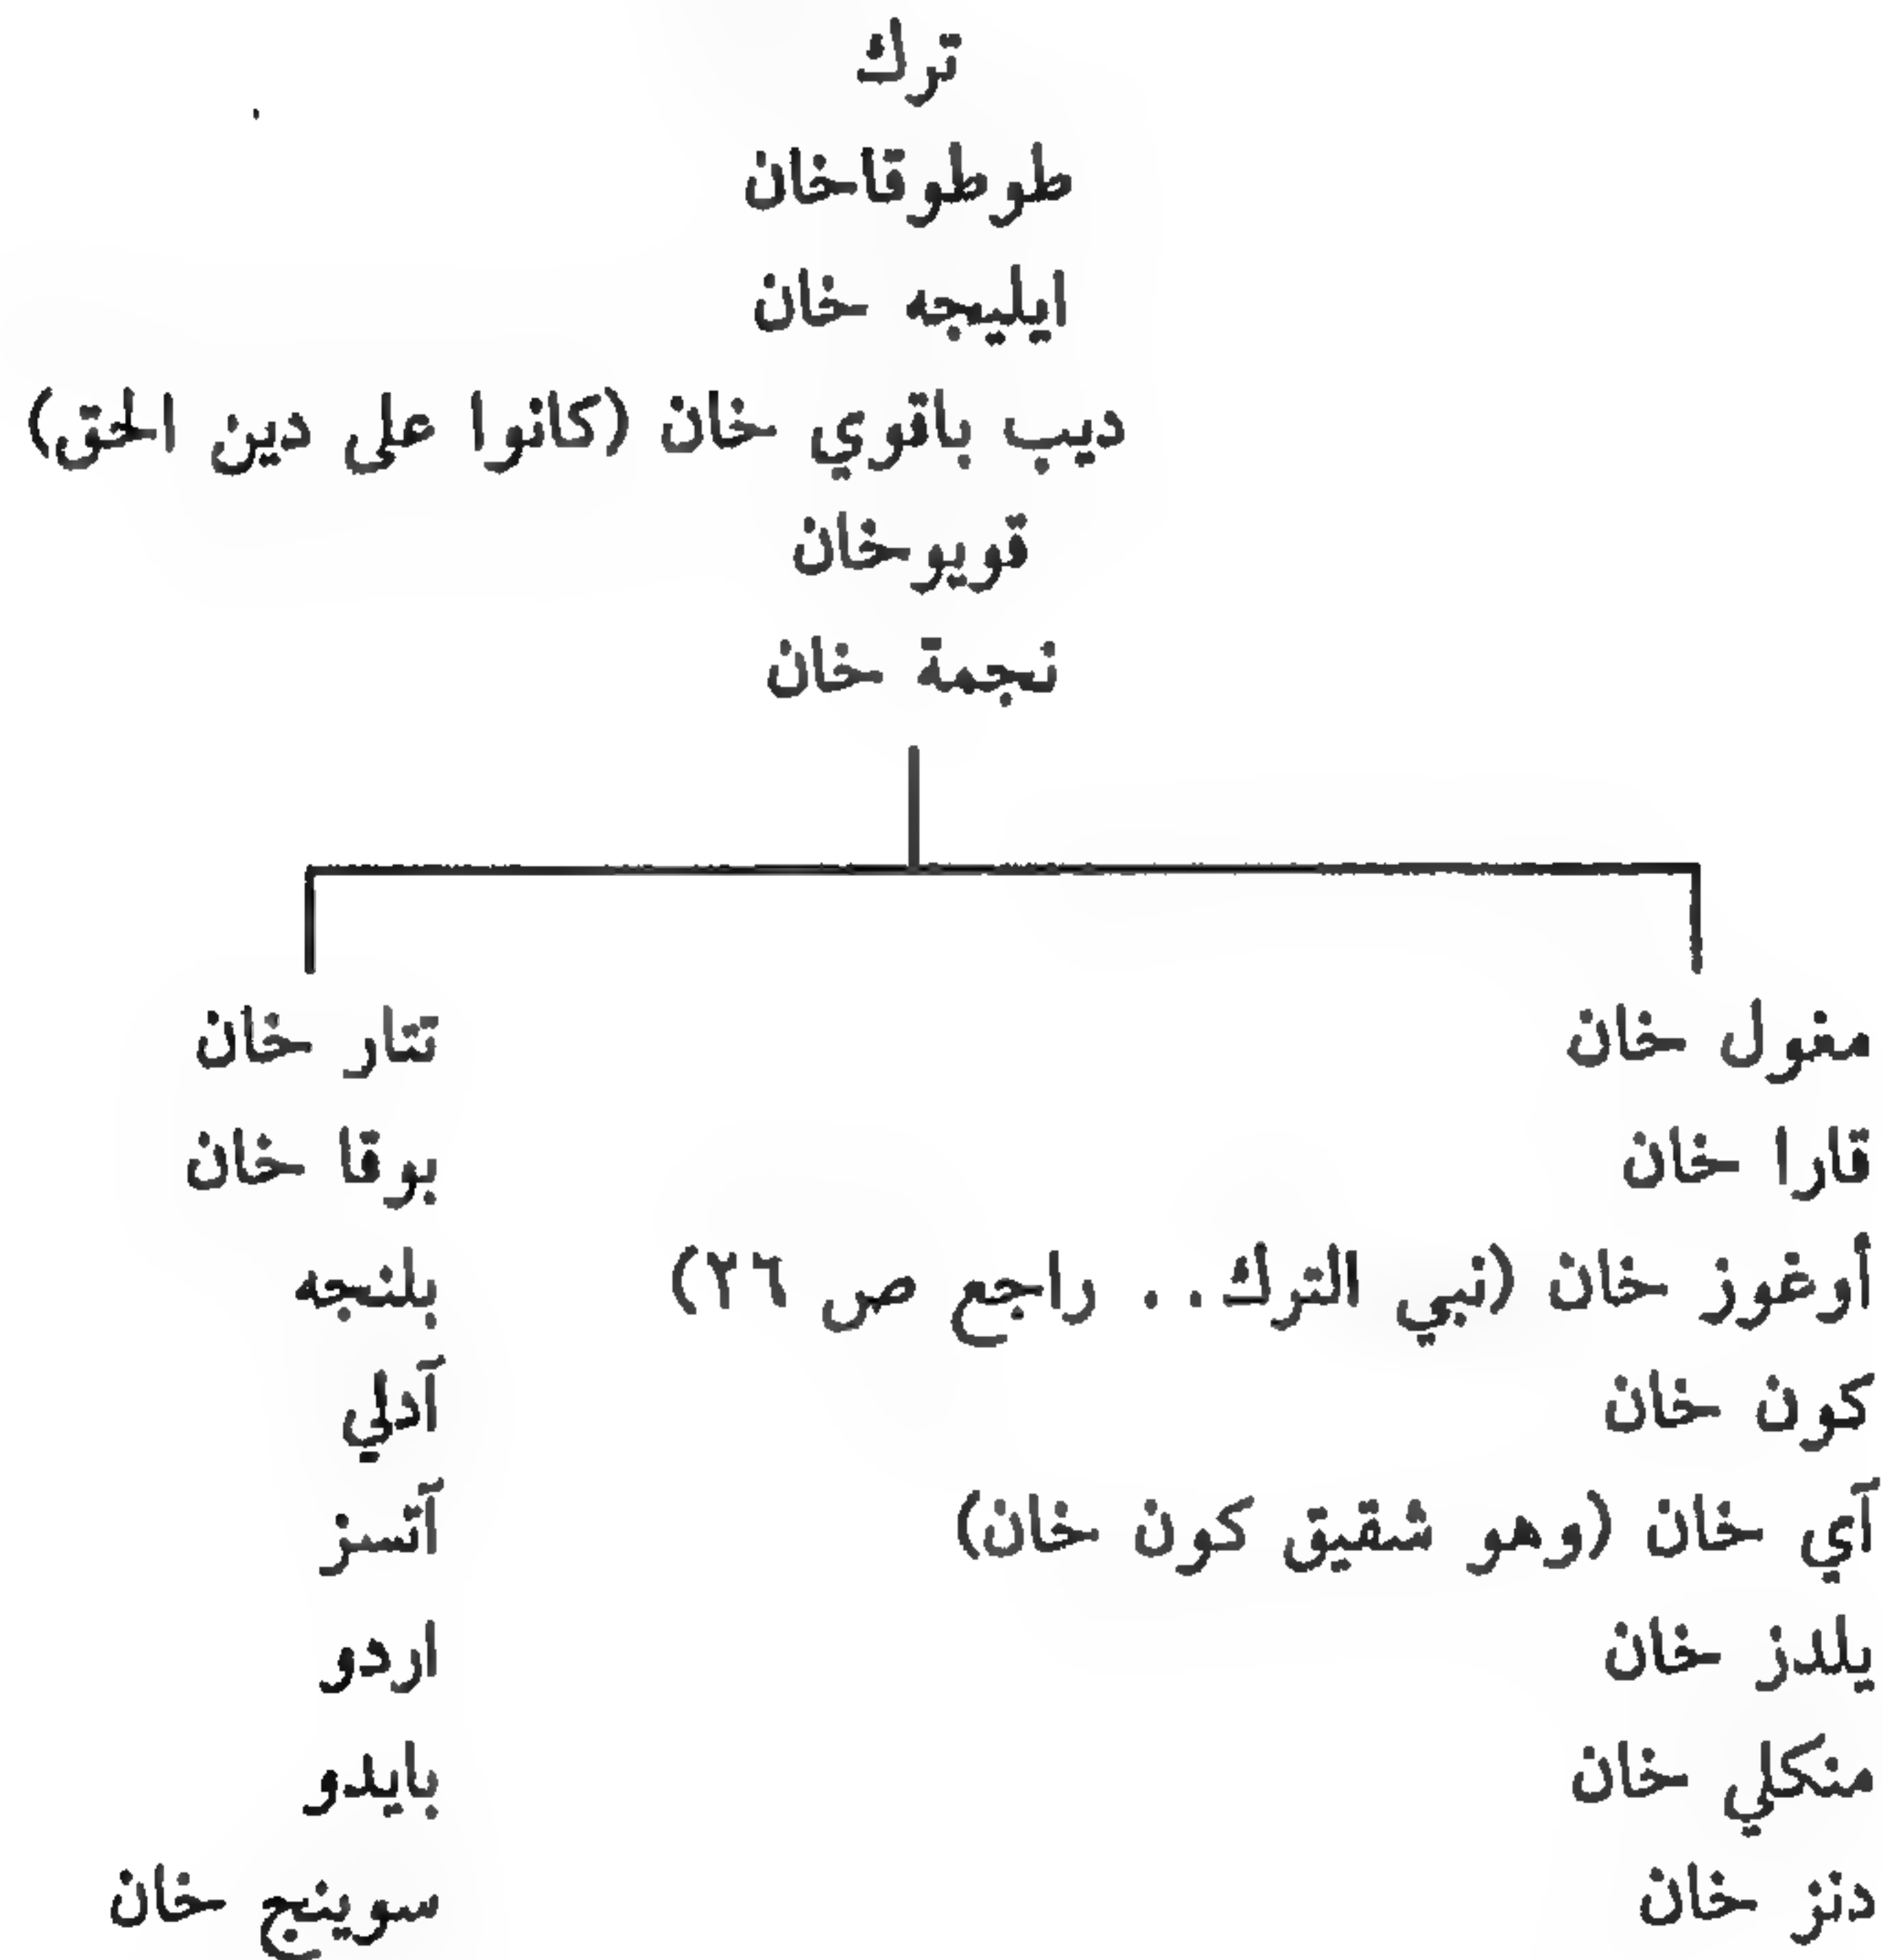 ترك
طوطوقاخان
ايليجه خان
ديب باتوي خان (كانوا على دين الحق)
قويوخان
نجمة خان
مغول خان
قارا خان
أوغوز خان (نبي الترك . . راجع ص ٢٦)
كون خان
آي خان (وهو شقيق كون خان)
يلدز خان
منكلي خان
دنز خان
تتار خان
بوقا خان
يلنجه
آدلي
آتسز
اردو
بايدو
سوينج خان